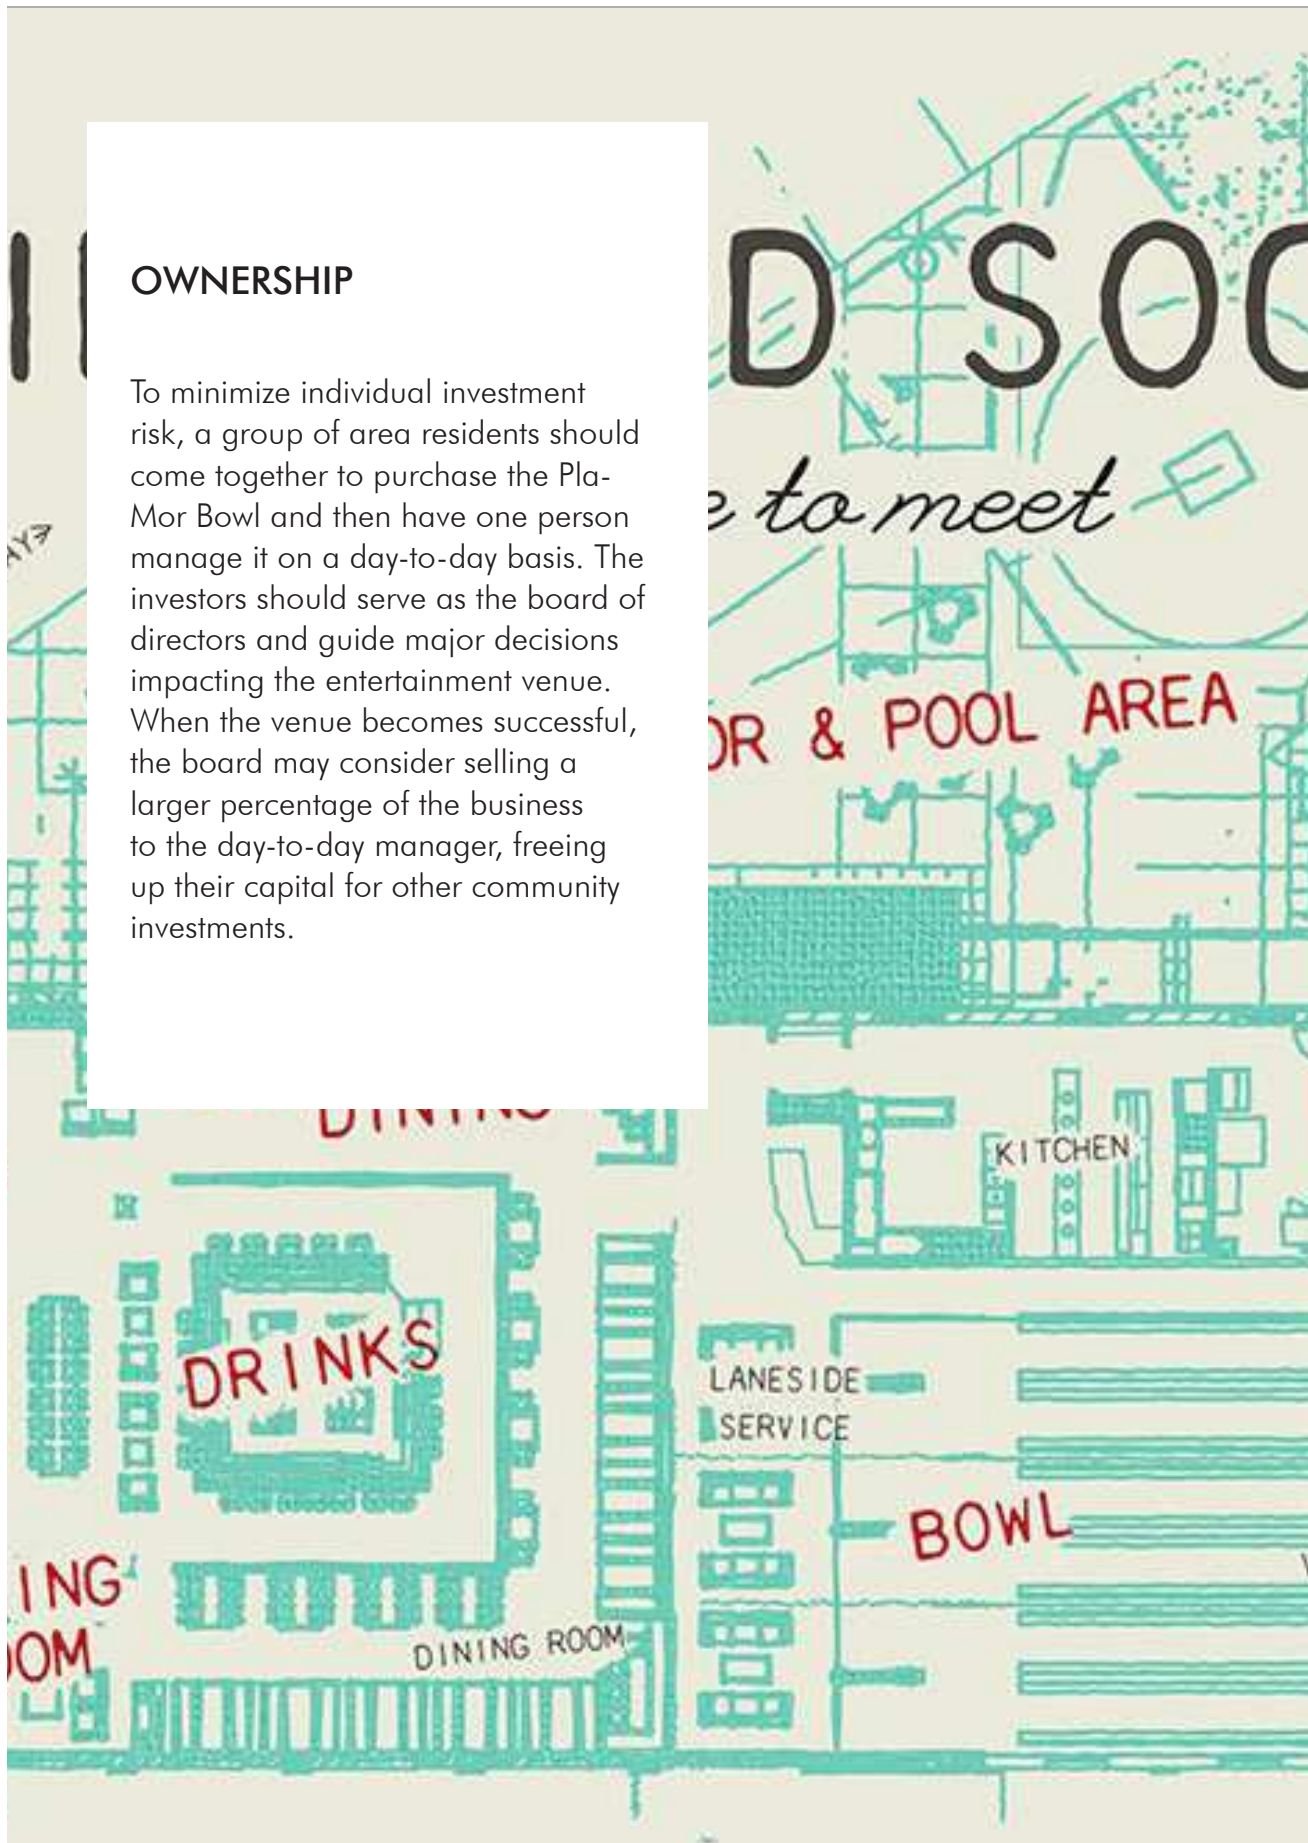 OWNERSHIP
To minimize individual investment
risk, a group of area residents should
come together to purchase the Pla-
Mor Bowl and then have one person
manage it on a day-to-day basis. The
investors should serve as the board of
directors and guide major decisions
impacting the entertainment venue.
When the venue becomes successful,
the board may consider selling a
larger percentage of the business
to the day-to-day manager, freeing
up their capital for other community
investments.
D SOC
to meet
OR & POOL AREA
DINING
KITCHEN
DRINKS
LANESIDE
SERVICE
BOWL
ING
OOM
DINING ROOM